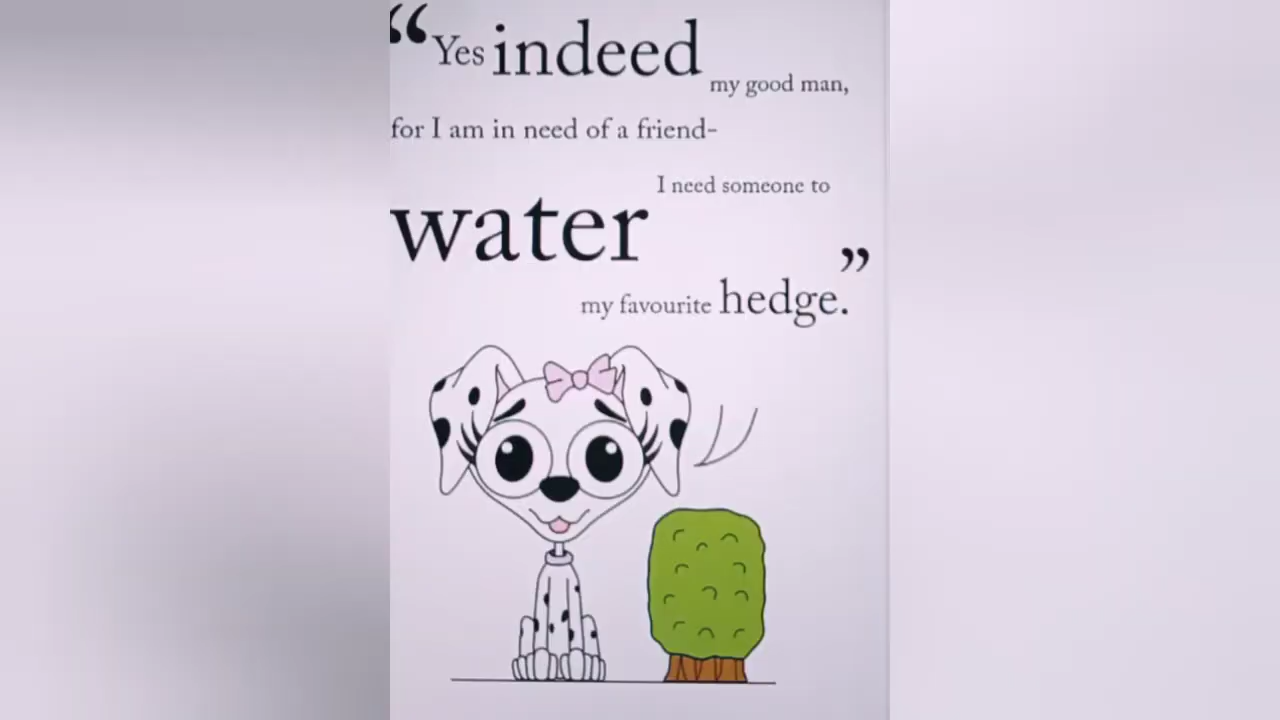 “Yes indeed my good man,
for I am in need of a friend-
I need someone to
water
my favourite hedge.”